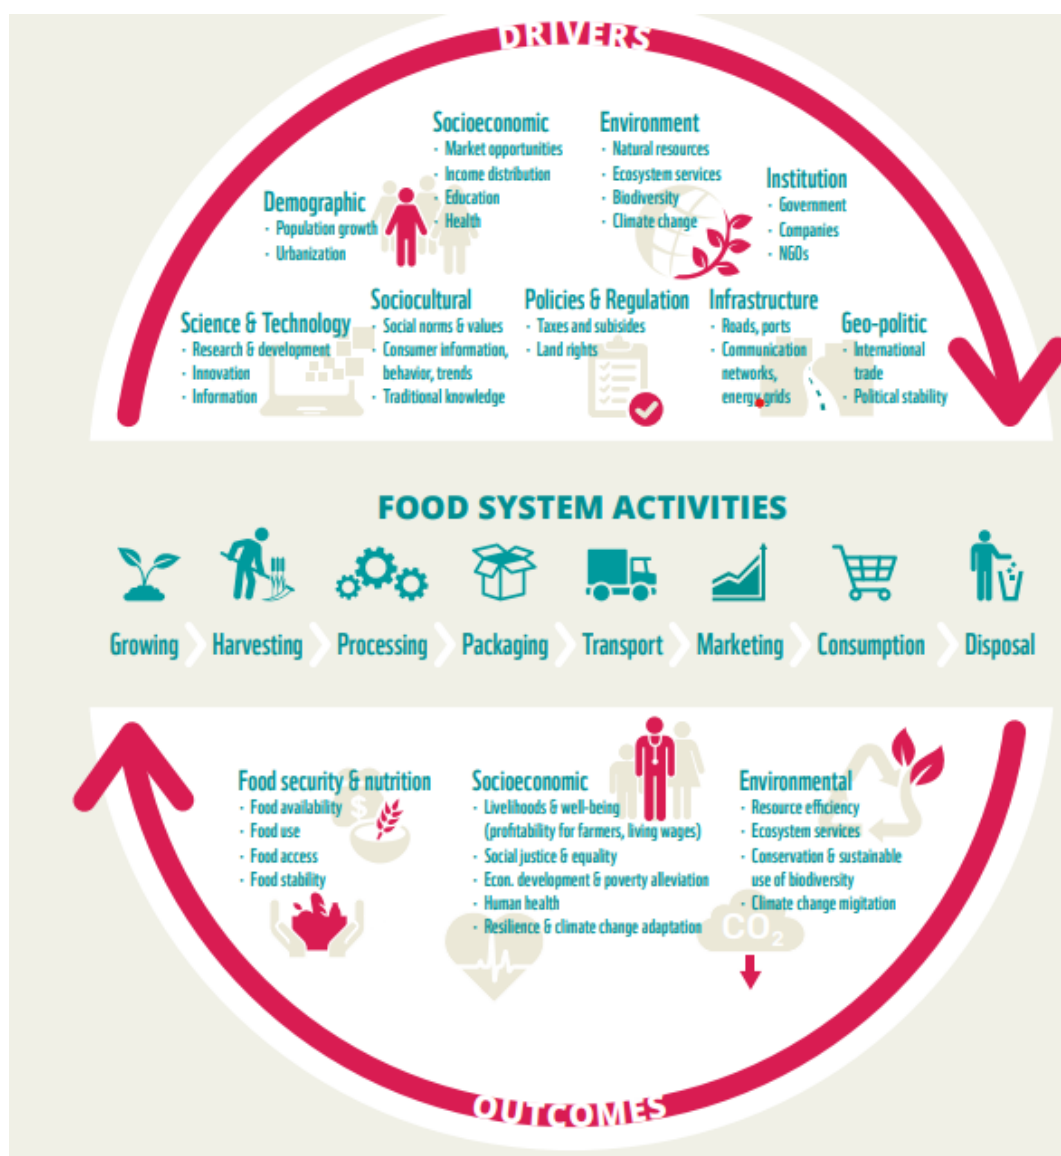 DRIVERS
Socioeconomic
· Market opportunities
· Income distribution
· Education
· Health
Environment
· Natural resources
· Ecosystem services
· Biodiversity
· Climate change
Institution
· Government
· Companies
· NGOs
Demographic
· Population growth
· Urbanization
Science & Technology
· Research & development
· Innovation
· Information
Sociocultural
· Social norms & values
· Consumer information,
behavior, trends
· Traditional knowledge
Policies & Regulation
· Taxes and subisides
· Land rights
Infrastructure
· Roads, ports
· Communication
networks,
energy grids
Geo-politic
· International
trade
· Political stability
FOOD SYSTEM ACTIVITIES
Growing
Harvesting
Processing
Packaging
Transport
Marketing
Consumption
Disposal
Food security & nutrition
· Food availability
· Food use
· Food access
· Food stability
$
Socioeconomic
· Livelihoods & well-being
(profitability for farmers, living wages)
· Social justice & equality
· Econ. development & poverty alleviation
· Human health
· Resilience & climate change adaptation
Environmental
· Resource efficiency
· Ecosystem services
· Conservation & sustainable
use of biodiversity
· Climate change migitation
CO₂
OUTCOMES